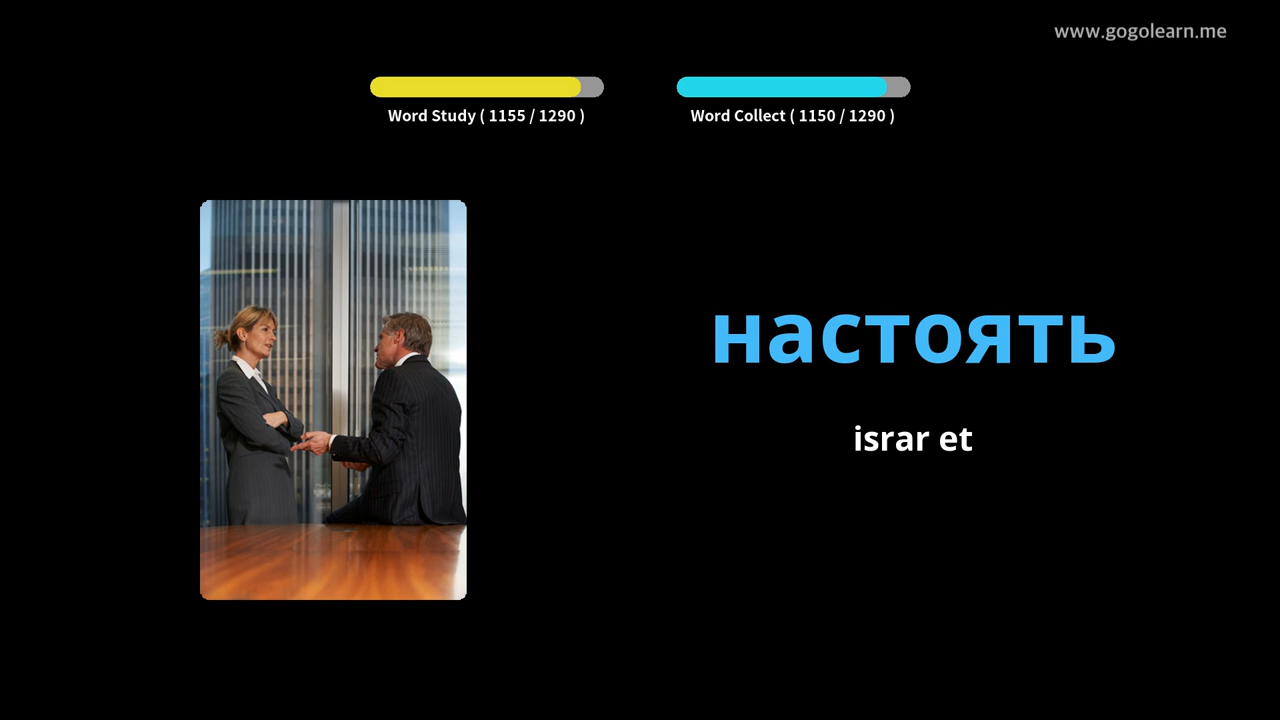 www.gogolearn.me
Word Study ( 1155 / 1290 )
Word Collect ( 1150 / 1290 )
настоять
israr et